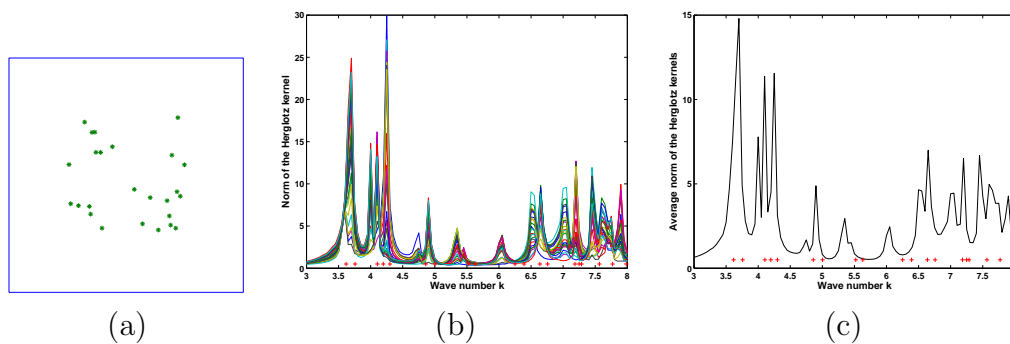 30
25
20
15
10
5
0
Norm of the Herglotz kernel
3 3.5 4 4.5 5 5.5 6 6.5 7 7.5 8
Wave number k
15
10
5
0
Average norm of the Herglotz kernels
3 3.5 4 4.5 5 5.5 6 6.5 7 7.5
Wave number k
(a) (b) (c)